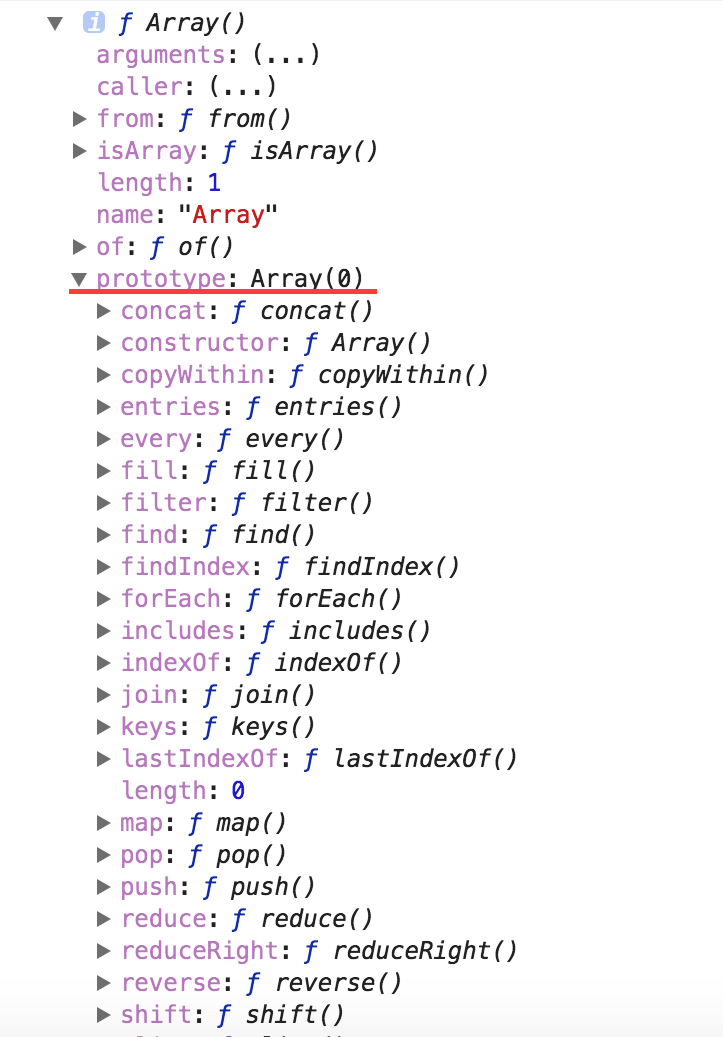 i ƒ Array()
arguments: (...)
caller: (...)
from: ƒ from()
isArray: ƒ isArray()
length: 1
name: "Array"
of: ƒ of()
prototype: Array(0)
concat: ƒ concat()
constructor: ƒ Array()
copyWithin: ƒ copyWithin()
entries: ƒ entries()
every: ƒ every()
fill: ƒ fill()
filter: ƒ filter()
find: ƒ find()
findIndex: ƒ findIndex()
forEach: ƒ forEach()
includes: ƒ includes()
indexOf: ƒ indexOf()
join: ƒ join()
keys: ƒ keys()
lastIndexOf: ƒ lastIndexOf()
length: 0
map: ƒ map()
pop: ƒ pop()
push: ƒ push()
reduce: ƒ reduce()
reduceRight: ƒ reduceRight()
reverse: ƒ reverse()
shift: ƒ shift()